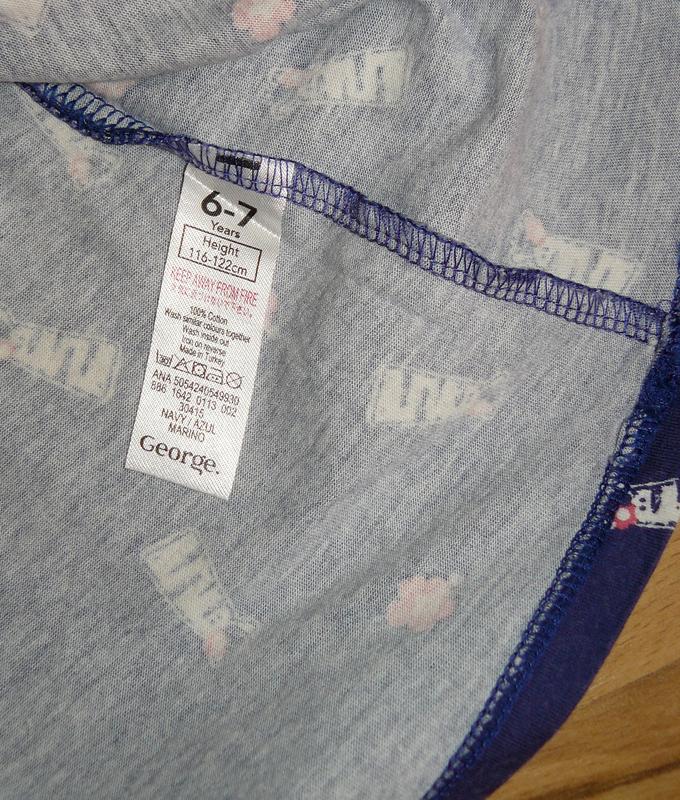 6-7
Years
Height
116-122cm
KEEP AWAY FROM FIRE
100% Cotton
Wash similar colours together
Wash inside out
Iron on reverse
Made in Turkey
ANA 5054240549930
886 1642 0113 002
30415
NAVY / AZUL
MARINO
George.